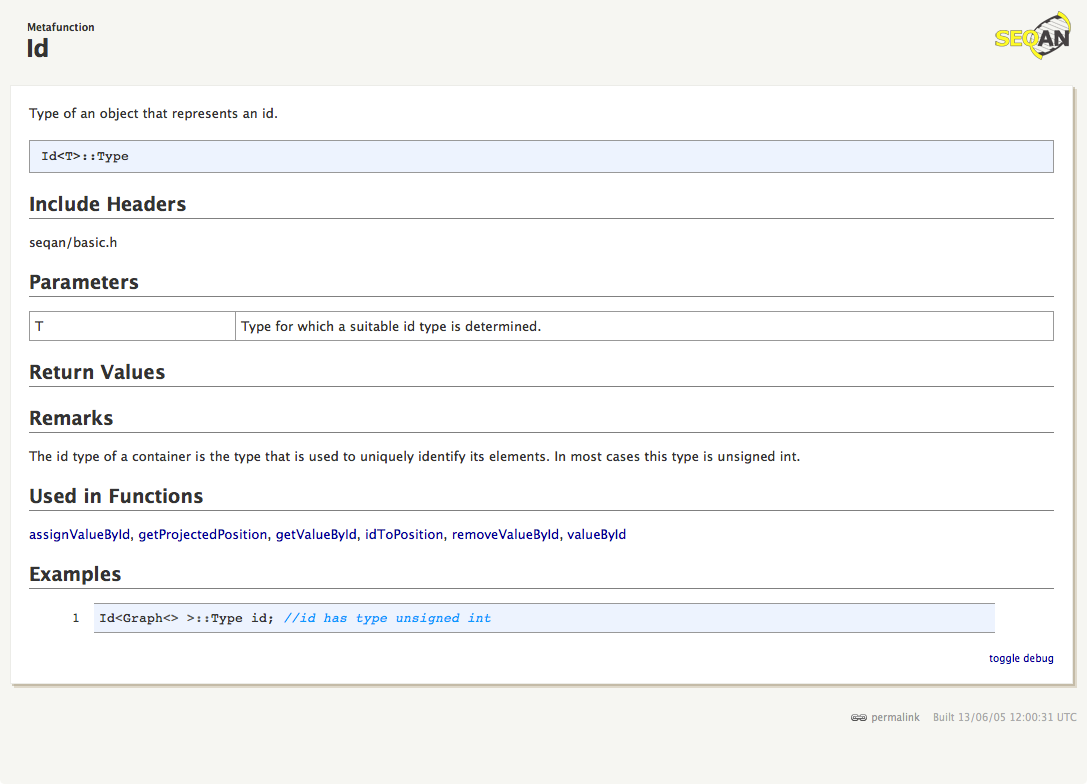 Metafunction
Id
SEQAN
Type of an object that represents an id.
Id<T>::Type
Include Headers
seqan/basic.h
Parameters
T Type for which a suitable id type is determined.
Return Values
Remarks
The id type of a container is the type that is used to uniquely identify its elements. In most cases this type is unsigned int.
Used in Functions
assignValueById, getProjectedPosition, getValueById, idToPosition, removeValueById, valueById
Examples
1 Id<Graph<> >::Type id; //id has type unsigned int
toggle debug
permalink Built 13/06/05 12:00:31 UTC